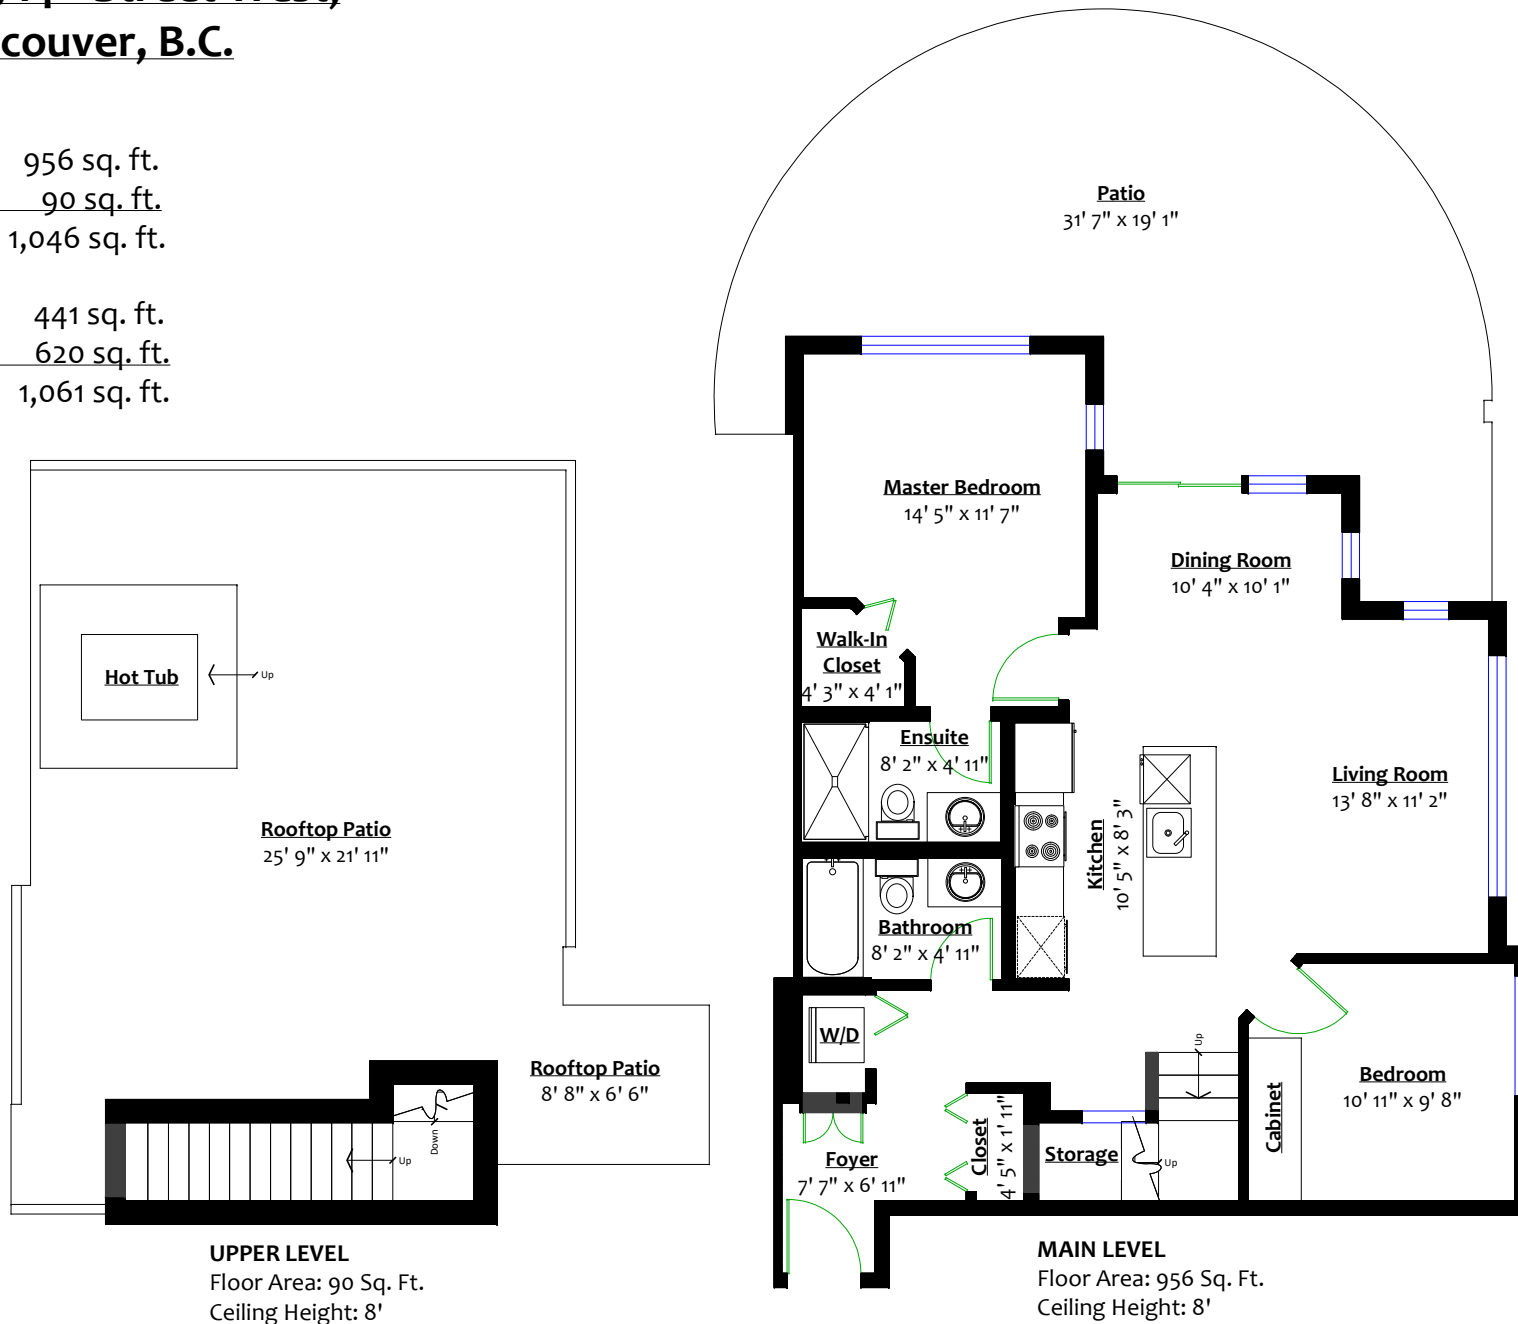 Street West,
couver, B.C.
956 sq. ft.
90 sq. ft.
1,046 sq. ft.
441 sq. ft.
620 sq. ft.
1,061 sq. ft.
Patio
31' 7" x 19' 1"
Master Bedroom
14' 5" x 11' 7"
Dining Room
10' 4" x 10' 1"
Walk-In
Closet
4' 3" x 4' 1"
Hot Tub
Up
Ensuite
8' 2" x 4' 11"
Living Room
13' 8" x 11' 2"
Kitchen
10' 5" x 8' 3"
Rooftop Patio
25' 9" x 21' 11"
Bathroom
8' 2" x 4' 11"
W/D
Up
Rooftop Patio
8' 8" x 6' 6"
Bedroom
10' 11" x 9' 8"
Cabinet
Closet
4' 5" x 1' 11"
Storage
Up
Down
Up
Foyer
7' 7" x 6' 11"
UPPER LEVEL
Floor Area: 90 Sq. Ft.
Ceiling Height: 8'
MAIN LEVEL
Floor Area: 956 Sq. Ft.
Ceiling Height: 8'